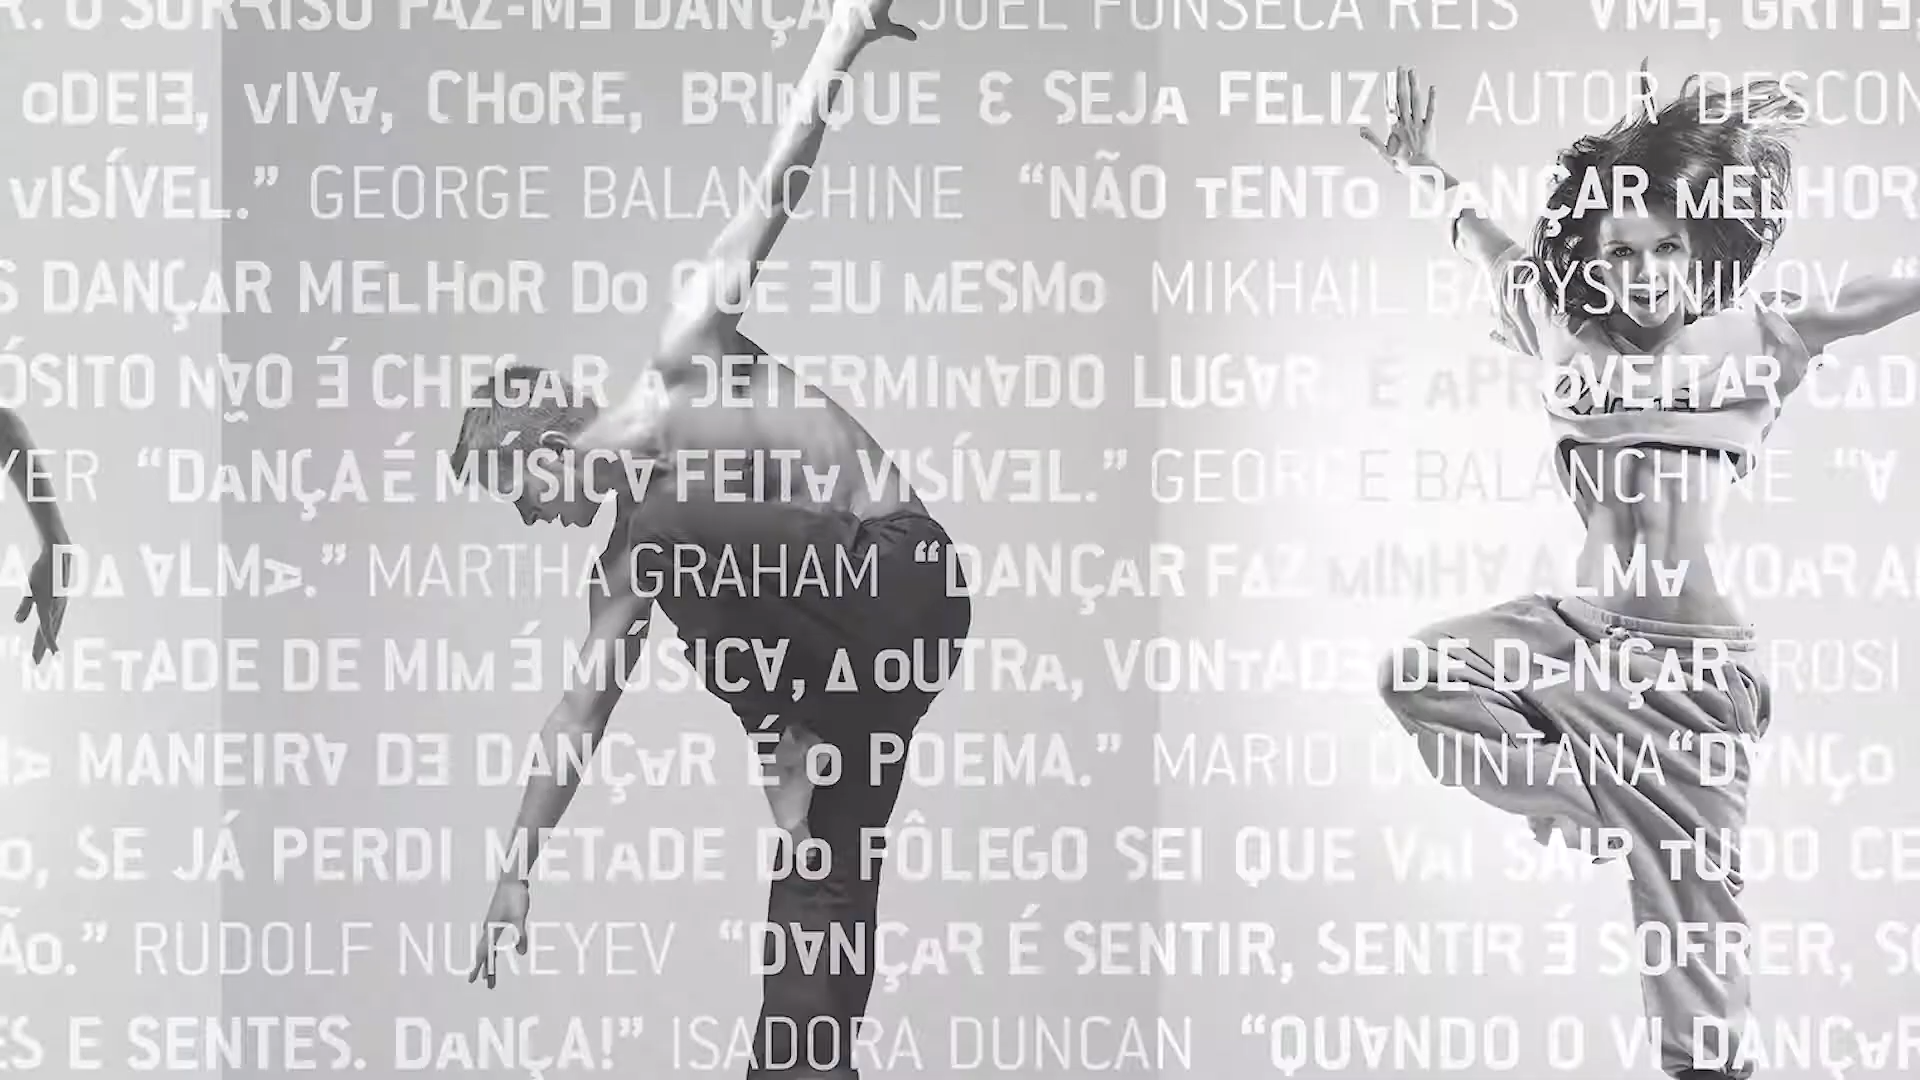 R. O SORRISO FAZ-ME DANÇAR JOEL FONSECA REIS "AME, GRITE,
ODEIE, VIVA, CHORE, BRINQUE E SEJA FELIZ! AUTOR DESCON
VISÍVEL." GEORGE BALANCHINE "NÃO TENTO DANÇAR MELHOR
S DANÇAR MELHOR DO QUE EU MESMO MIKHAIL BARYSHNIKOV "
ÓSITO NÃO É CHEGAR A DETERMINADO LUGAR É APROVEITAR CAD
YER "DANÇA É MÚSICA FEITA VISÍVEL." GEORGE BALANCHINE "A
A DA ALMA." MARTHA GRAHAM "DANÇAR FAZ MINHA ALMA VOAR AL
"METADE DE MIM É MÚSICA, A OUTRA, VONTADE DE DANÇAR ROSI
A MANEIRA DE DANÇAR É O POEMA." MARIO QUINTANA "DANÇO
O, SE JÁ PERDI METADE DO FÔLEGO SEI QUE VAI SAIR TUDO CE
ÃO." RUDOLF NUREYEV "DANÇAR É SENTIR, SENTIR É SOFRER, SO
ES E SENTES. DANÇA!" ISADORA DUNCAN "QUANDO O VI DANÇAR